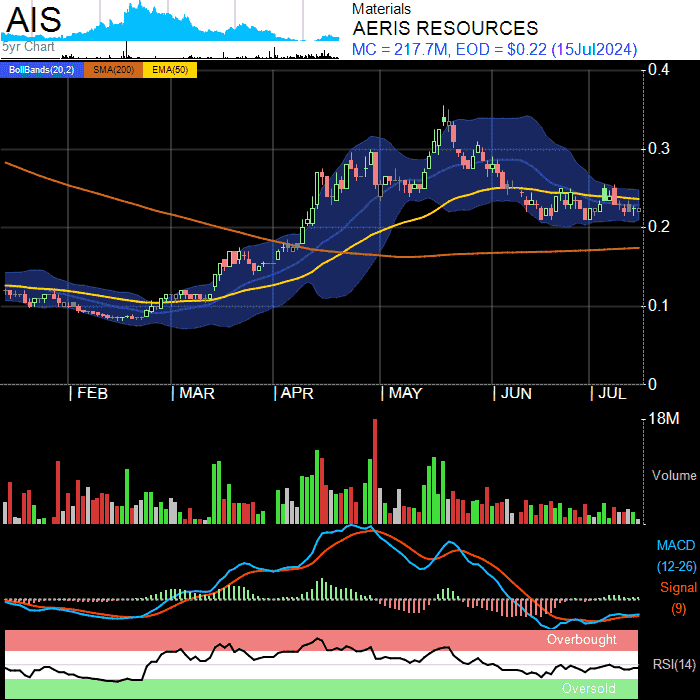 AIS
5yr Chart
Materials
AERIS RESOURCES
MC = 217.7M, EOD = $0.22 (15Jul2024)
BollBands(20,2) SMA(200) EMA(50)
0.4
0.3
0.2
0.1
0
| FEB | MAR | APR | MAY | JUN | JUL
18M
Volume
MACD
(12-26)
Signal
(9)
Overbought
RSI(14)
Oversold